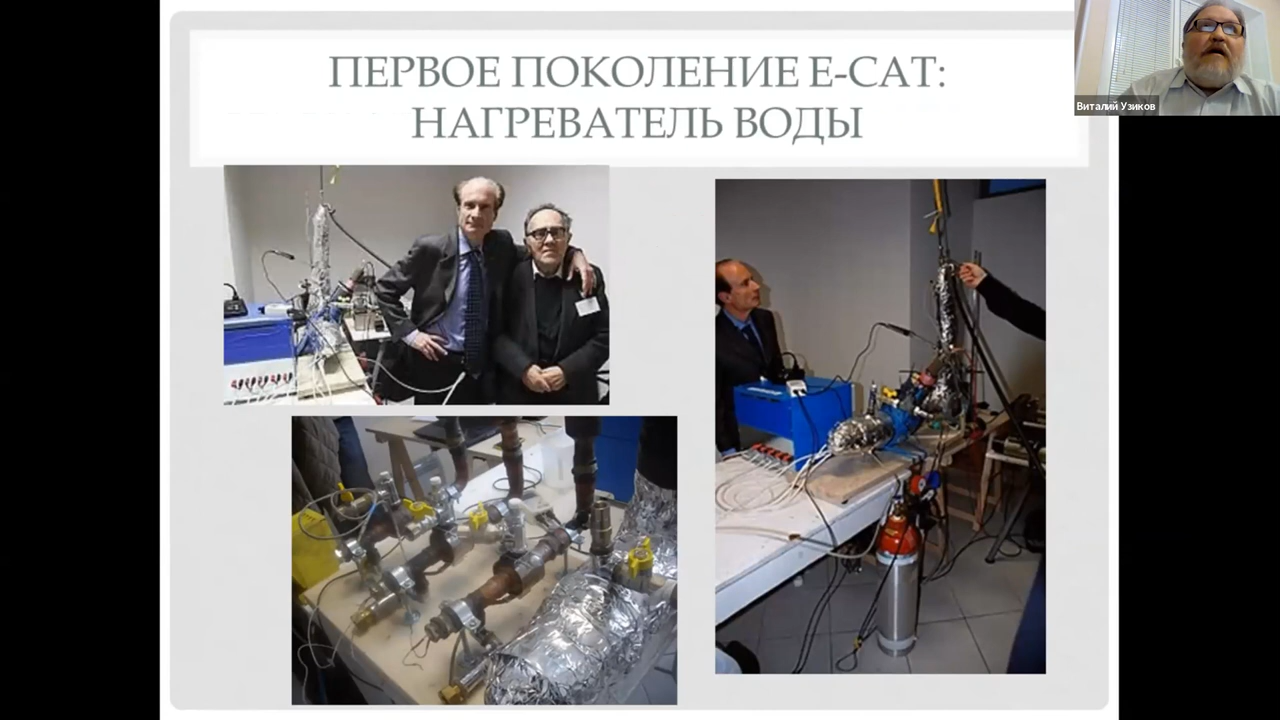 ПЕРВОЕ ПОКОЛЕНИЕ E-CAT:
НАГРЕВАТЕЛЬ ВОДЫ
Виталий Узиков